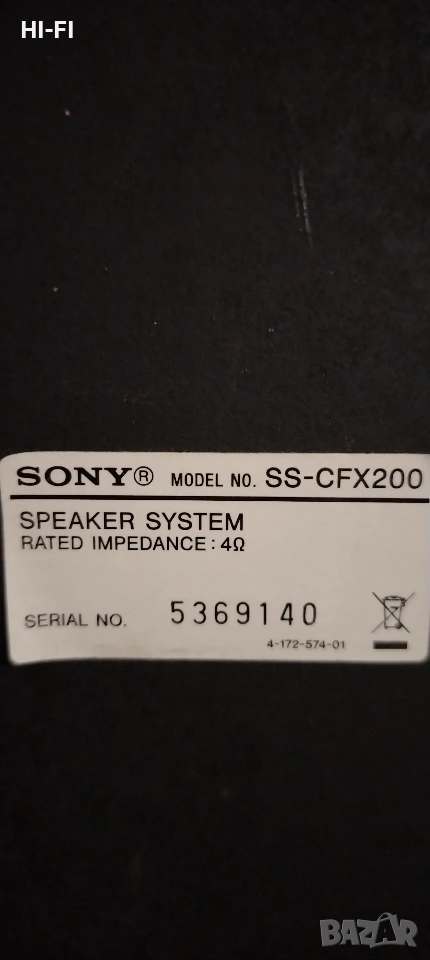 HI-FI
SONY® MODEL NO. SS-CFX200
SPEAKER SYSTEM
RATED IMPEDANCE: 4Ω
SERIAL NO. 5369140
4-172-574-01
BAZAR